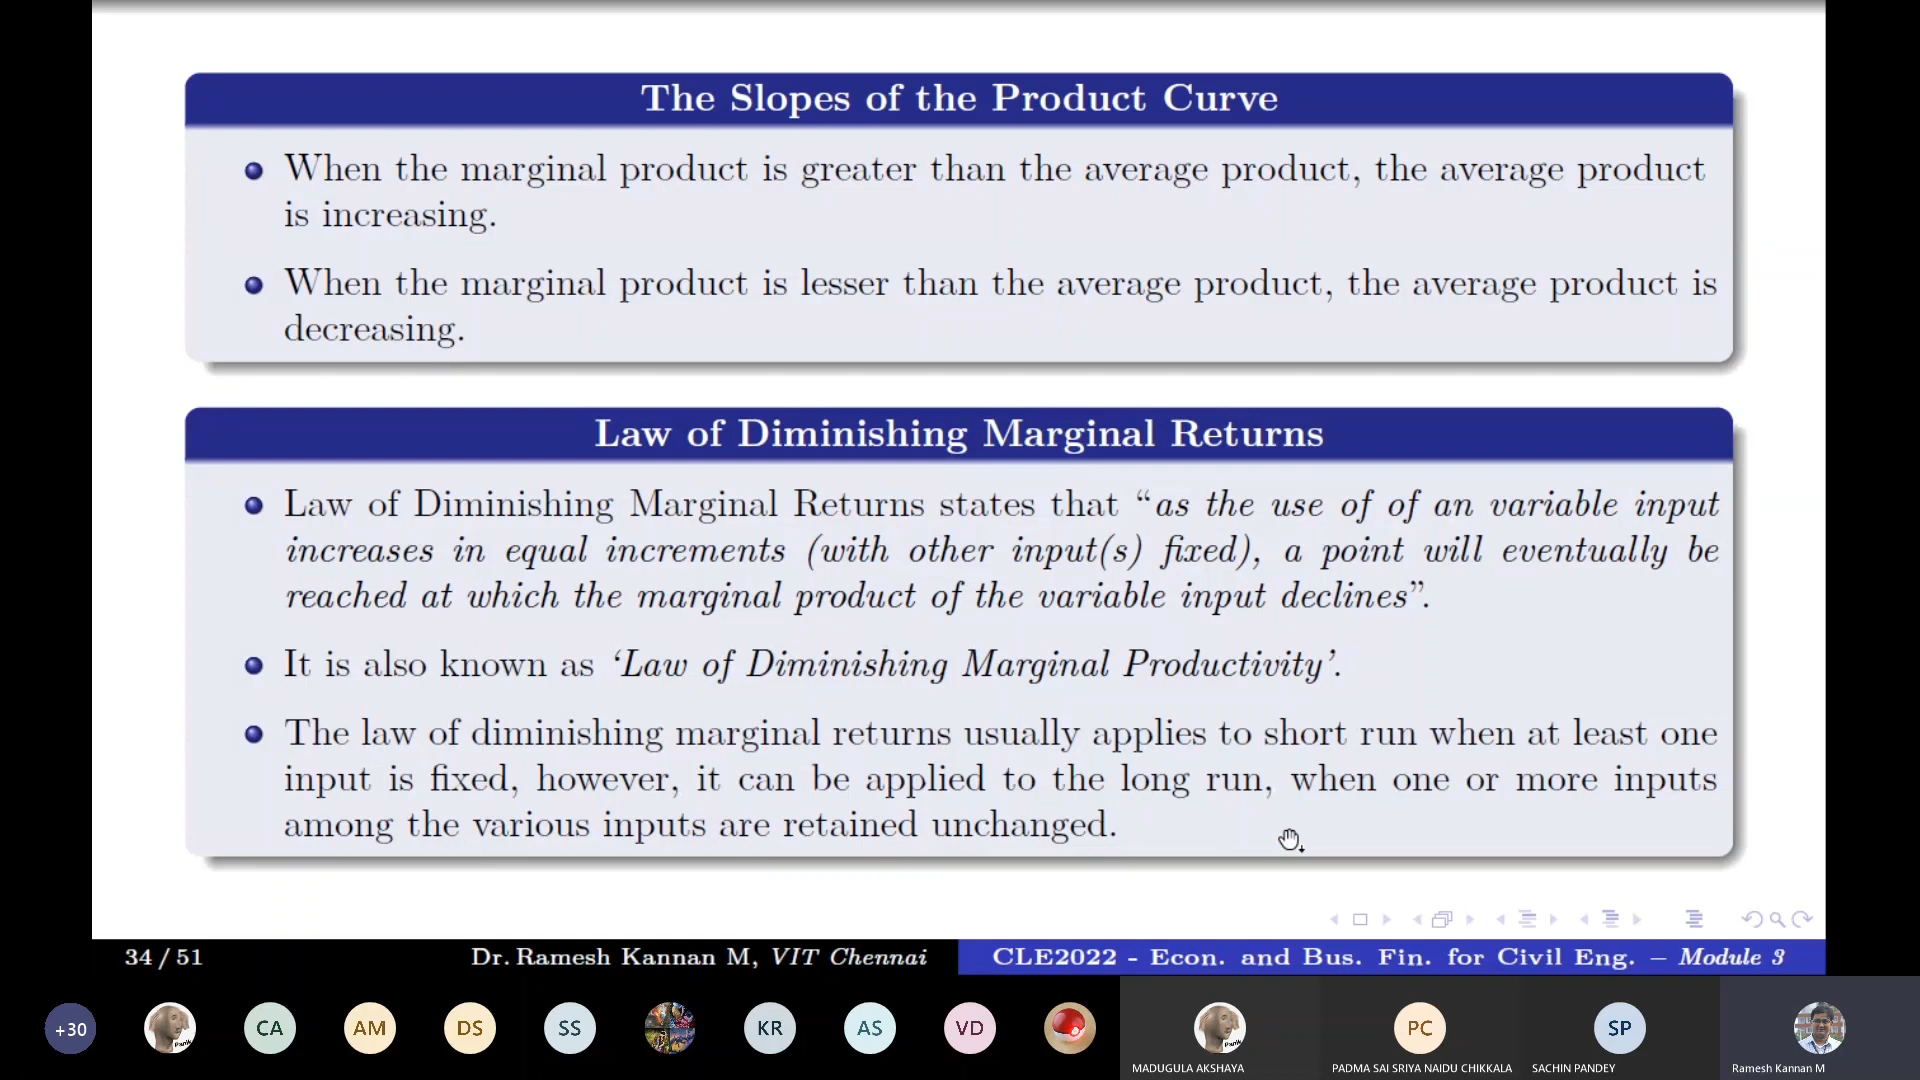 The Slopes of the Product Curve
When the marginal product is greater than the average product, the average product
is increasing.
When the marginal product is lesser than the average product, the average product is
decreasing.
Law of Diminishing Marginal Returns
Law of Diminishing Marginal Returns states that “as the use of of an variable input
increases in equal increments (with other input(s) fixed), a point will eventually be
reached at which the marginal product of the variable input declines”.
It is also known as ‘Law of Diminishing Marginal Productivity’.
The law of diminishing marginal returns usually applies to short run when at least one
input is fixed, however, it can be applied to the long run, when one or more inputs
among the various inputs are retained unchanged.
34 / 51 Dr. Ramesh Kannan M, VIT Chennai CLE2022 - Econ. and Bus. Fin. for Civil Eng. – Module 3
+30 Panik CA AM DS SS KR AS VD Panik PC SP
MADUGULA AKSHAYA PADMA SAI SRIYA NAIDU CHIKKALA SACHIN PANDEY Ramesh Kannan M